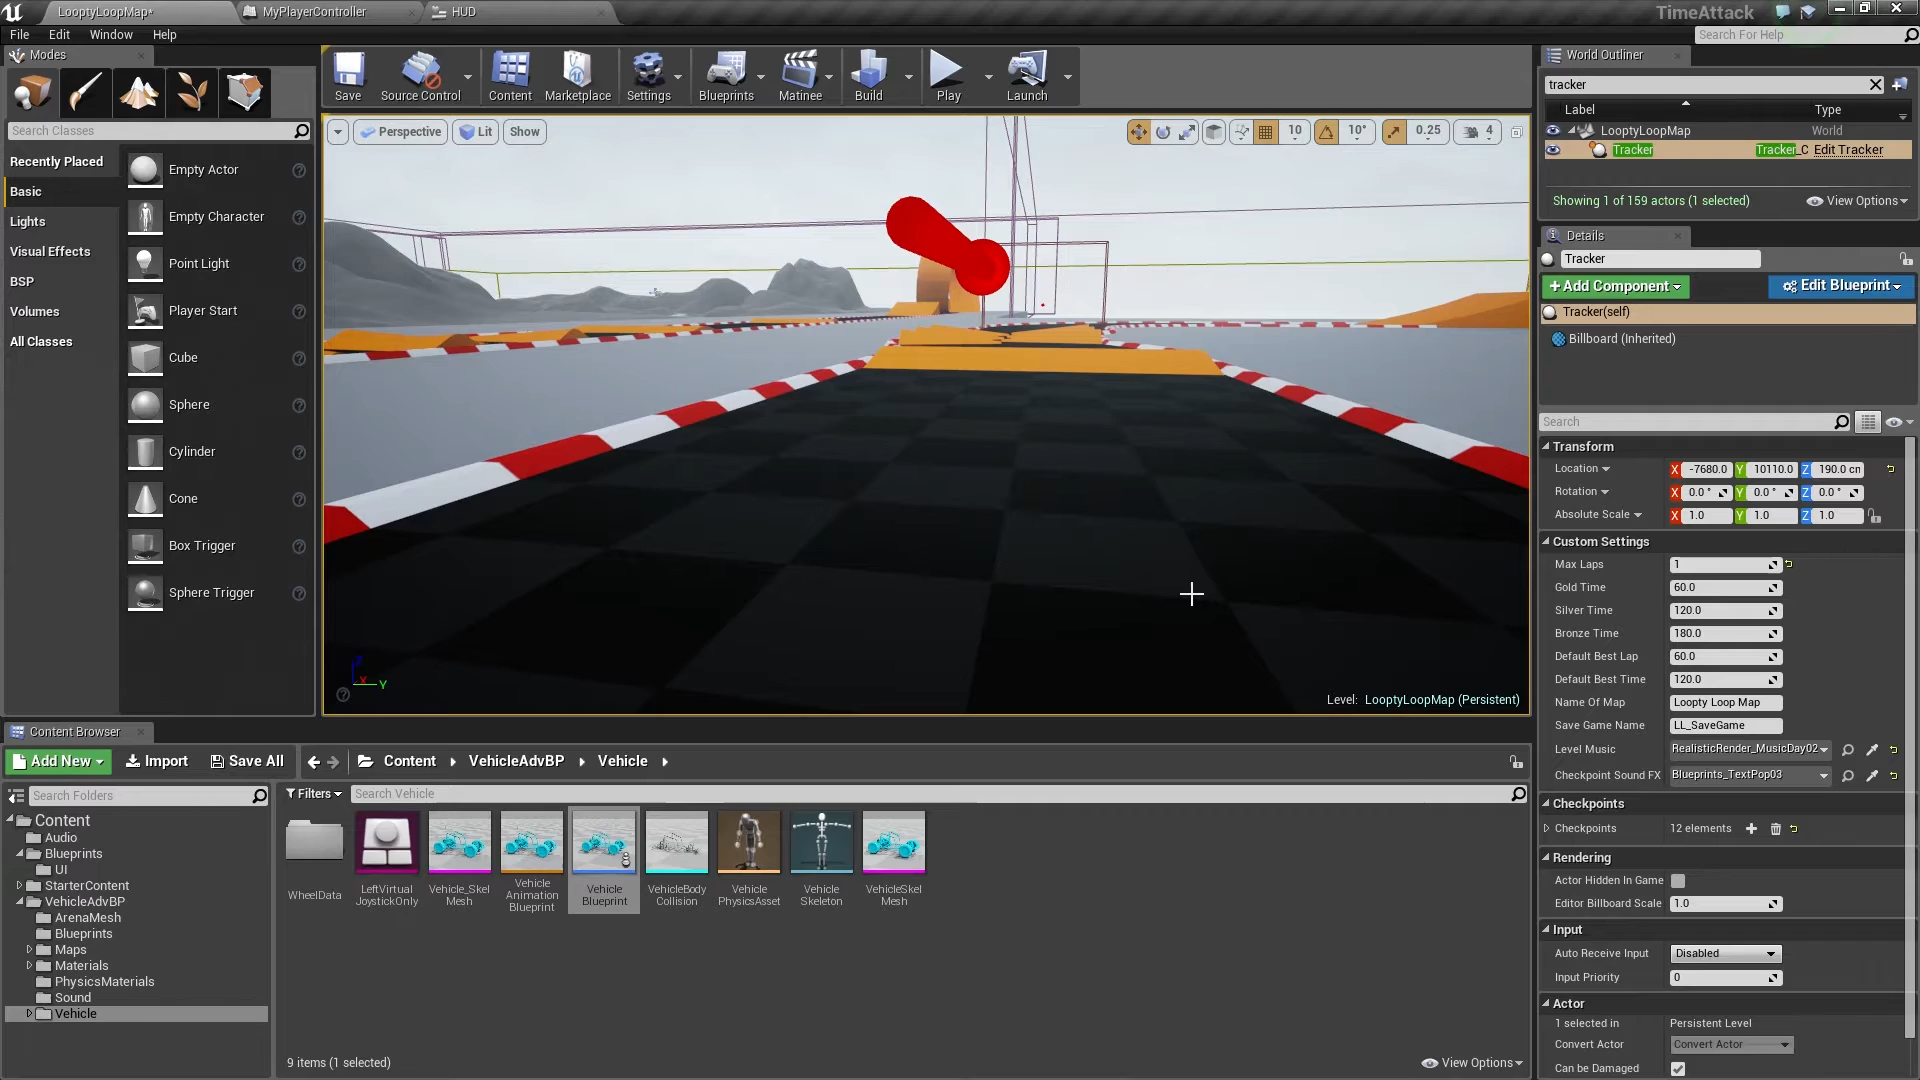 LooptyLoopMap*
MyPlayerController
HUD
TimeAttack
File
Edit
Window
Help
Search For Help
Modes
Search Classes
Recently Placed
Basic
Lights
Visual Effects
BSP
Volumes
All Classes
Empty Actor
Empty Character
Point Light
Player Start
Cube
Sphere
Cylinder
Cone
Box Trigger
Sphere Trigger
Save
Source Control
Content
Marketplace
Settings
Blueprints
Matinee
Build
Play
Launch
Perspective
Lit
Show
10
10°
0.25
4
Z
X
Y
Level: LooptyLoopMap (Persistent)
World Outliner
tracker
Label
Type
LooptyLoopMap World
Tracker Tracker_C Edit Tracker
Showing 1 of 159 actors (1 selected)
View Options
Details
Tracker
+Add Component
Edit Blueprint
Tracker(self)
Billboard (Inherited)
Search
Transform
Location X -7680.0 Y 10110.0 Z 190.0 cm
Rotation X 0.0 ° Y 0.0 ° Z 0.0 °
Absolute Scale X 1.0 Y 1.0 Z 1.0
Custom Settings
Max Laps 1
Gold Time 60.0
Silver Time 120.0
Bronze Time 180.0
Default Best Lap 60.0
Default Best Time 120.0
Name Of Map Loopty Loop Map
Save Game Name LL_SaveGame
Level Music RealisticRender_MusicDay02
Checkpoint Sound FX Blueprints_TextPop03
Checkpoints
Checkpoints 12 elements
Rendering
Actor Hidden In Game
Editor Billboard Scale 1.0
Input
Auto Receive Input Disabled
Input Priority 0
Actor
1 selected in Persistent Level
Convert Actor Convert Actor
Can be Damaged
Content Browser
Add New
Import
Save All
Content
VehicleAdvBP
Vehicle
Search Folders
Filters
Search Vehicle
Content
Audio
Blueprints
UI
StarterContent
VehicleAdvBP
ArenaMesh
Blueprints
Maps
Materials
PhysicsMaterials
Sound
Vehicle
WheelData
LeftVirtual
JoystickOnly
Vehicle_Skel
Mesh
Vehicle
Animation
Blueprint
Vehicle
Blueprint
VehicleBody
Collision
Vehicle
PhysicsAsset
Vehicle
Skeleton
VehicleSkel
Mesh
9 items (1 selected)
View Options